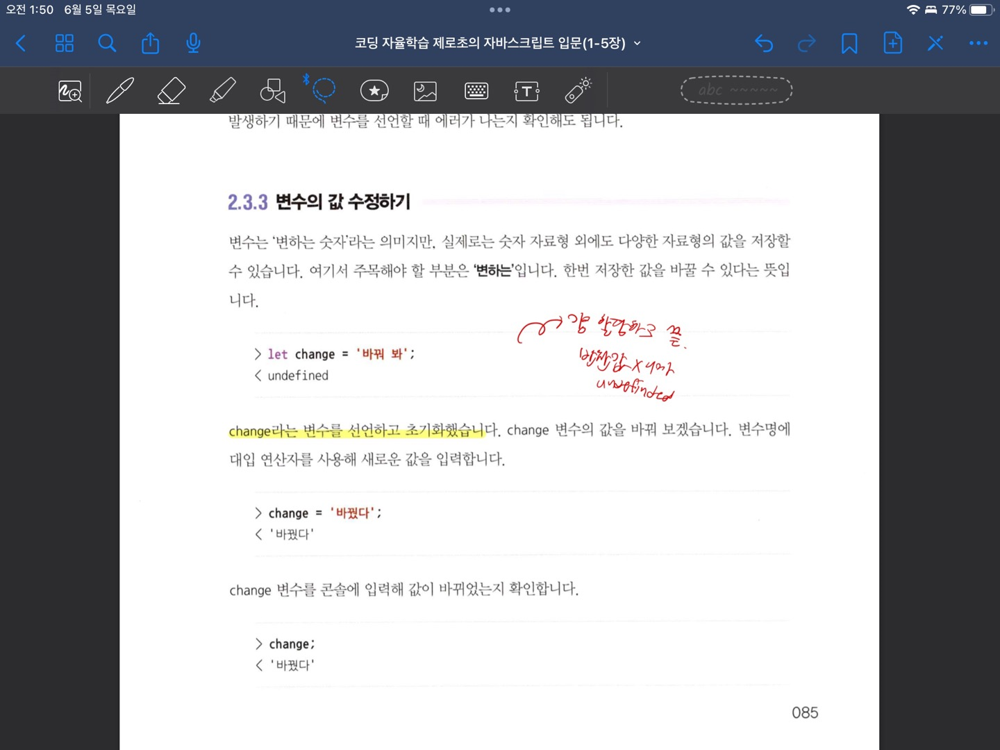 오전 1:50 6월 5일 목요일
77%
코딩 자율학습 제로초의 자바스크립트 입문(1-5장)
abc ~~~~~
T
발생하기 때문에 변수를 선언할 때 에러가 나는지 확인해도 됩니다.
2.3.3 변수의 값 수정하기
변수는 '변하는 숫자'라는 의미지만, 실제로는 숫자 자료형 외에도 다양한 자료형의 값을 저장할
수 있습니다. 여기서 주목해야 할 부분은 '변하는'입니다. 한번 저장한 값을 바꿀 수 있다는 뜻입
니다.
값 할당하고 끝.
> let change = '바꿔 봐';
반환값 X 니까
< undefined
undefinded
change라는 변수를 선언하고 초기화했습니다. change 변수의 값을 바꿔 보겠습니다. 변수명에
대입 연산자를 사용해 새로운 값을 입력합니다.
> change = '바꿨다';
< '바꿨다'
change 변수를 콘솔에 입력해 값이 바뀌었는지 확인합니다.
> change;
< '바꿨다'
085